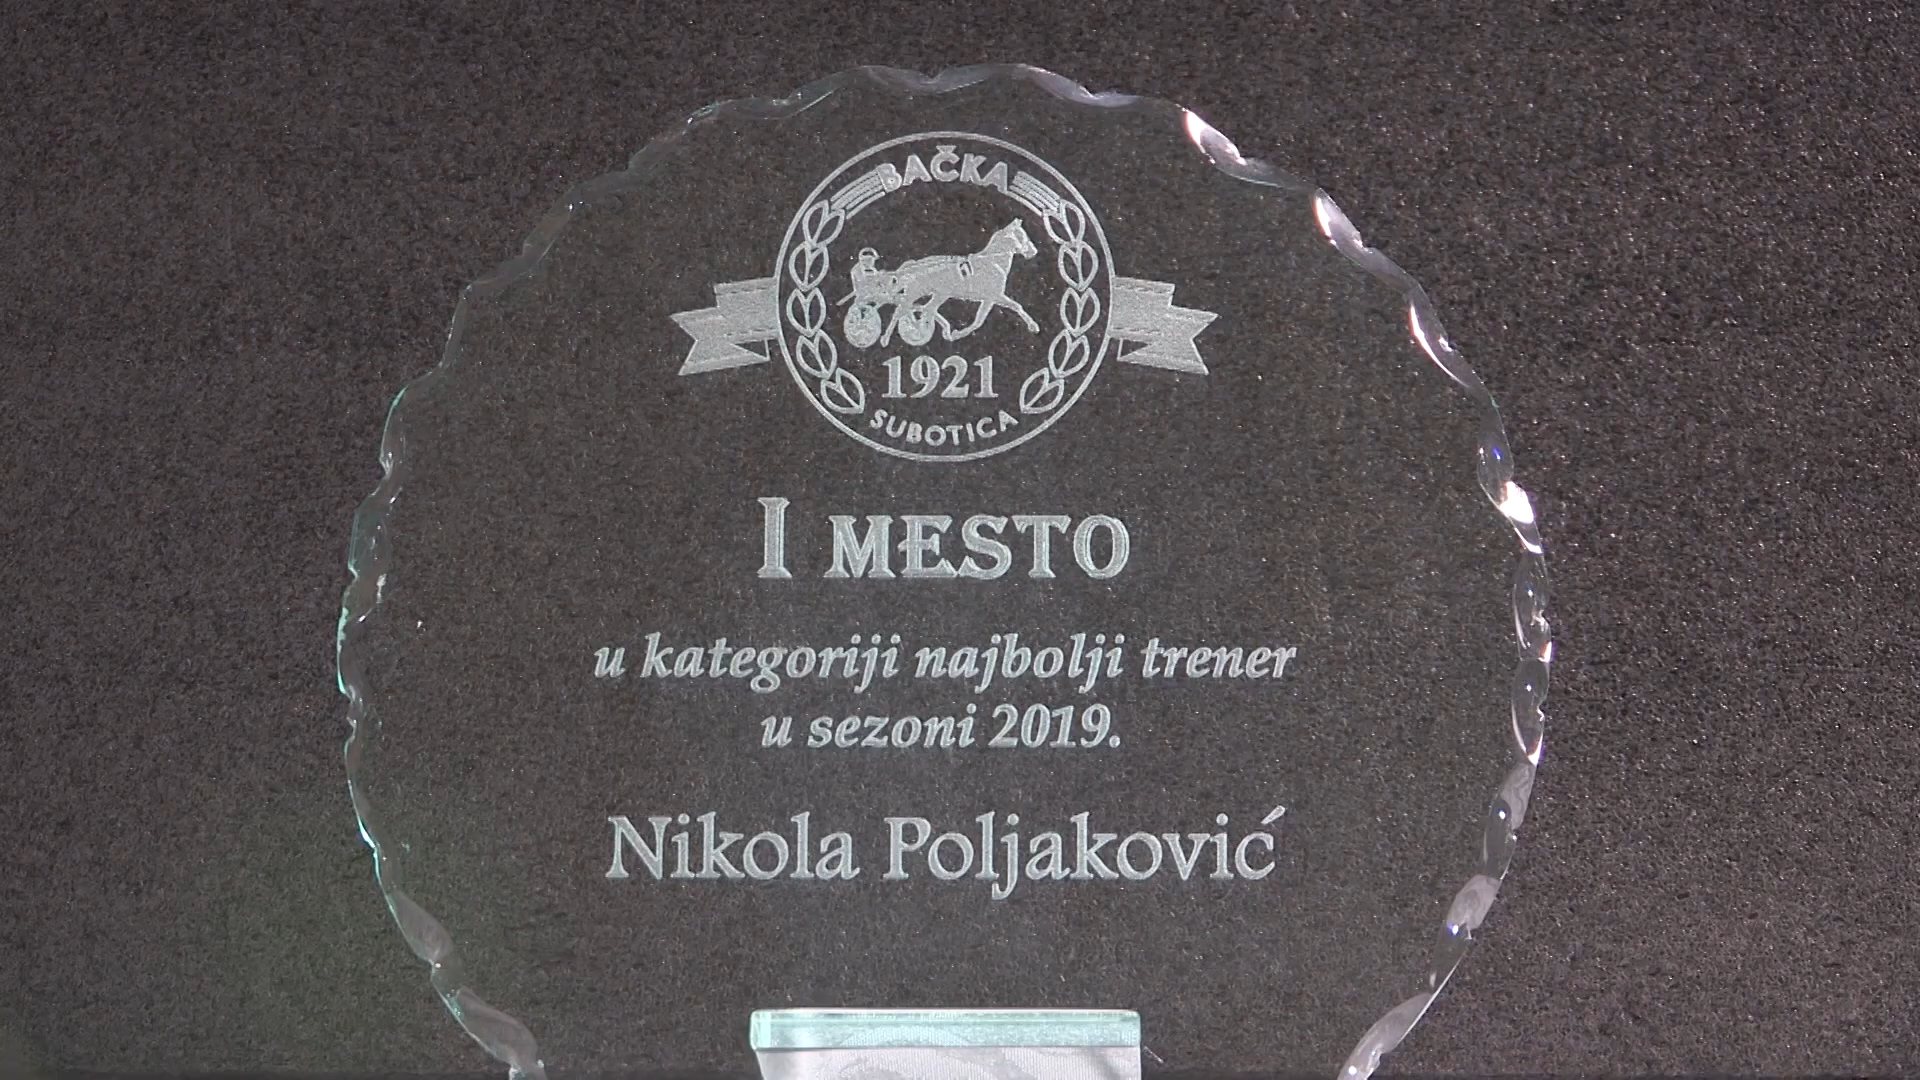 BAČKA
1921
SUBOTICA
I MESTO
u kategoriji najbolji trener
u sezoni 2019.
Nikola Poljaković